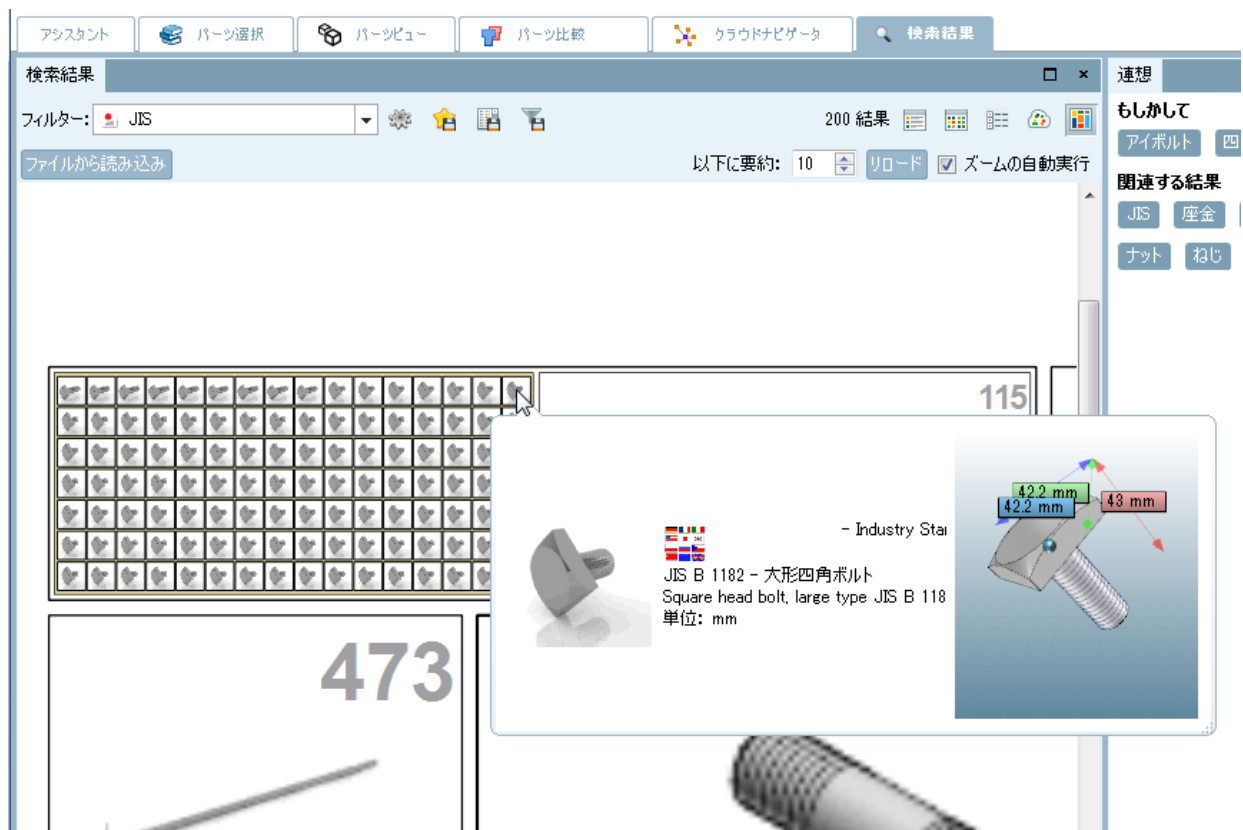 アシスタント パーツ選択 パーツビュー パーツ比較 クラウドナビゲータ 検索結果
検索結果
フィルター: JIS
200 結果
ファイルから読み込み
以下に要約: 10 リロード ズームの自動実行
連想
もしかして
アイボルト 四
関連する結果
JIS 座金
ナット ねじ
115
- Industry Star
JIS B 1182 - 大形四角ボルト
Square head bolt, large type JIS B 118
単位: mm
42.2 mm
42.2 mm
43 mm
473